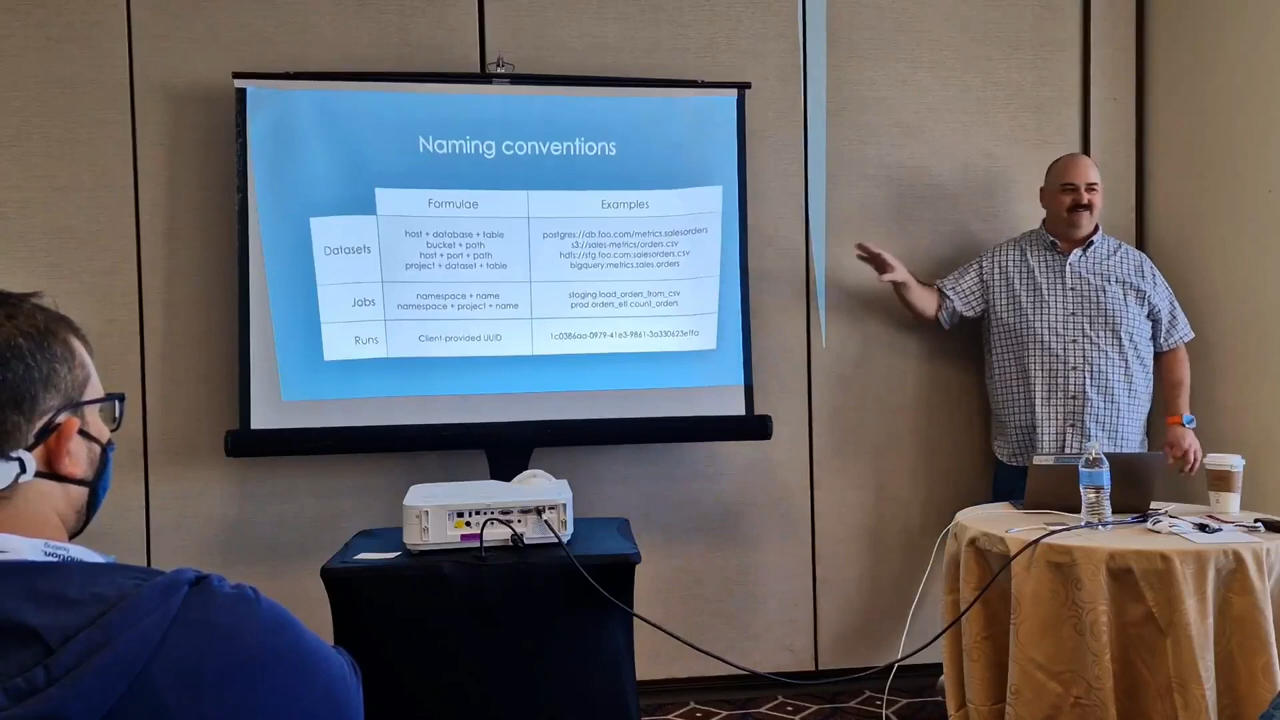 Naming conventions
Formulae
Examples
Datasets
host + database + table
bucket + path
host + port + path
project + dataset + table
postgres://db.foo.com/metrics.salesorders
s3://sales-metrics/orders.csv
hdfs://stg.foo.com:salesorders.csv
bigquery:metrics.sales.orders
Jobs
namespace + name
namespace + project + name
staging.load_orders_from_csv
prod.orders_etl.count_orders
Runs
Client-provided UUID
1c0386aa-0979-41e3-9861-3a330623effa
motion.